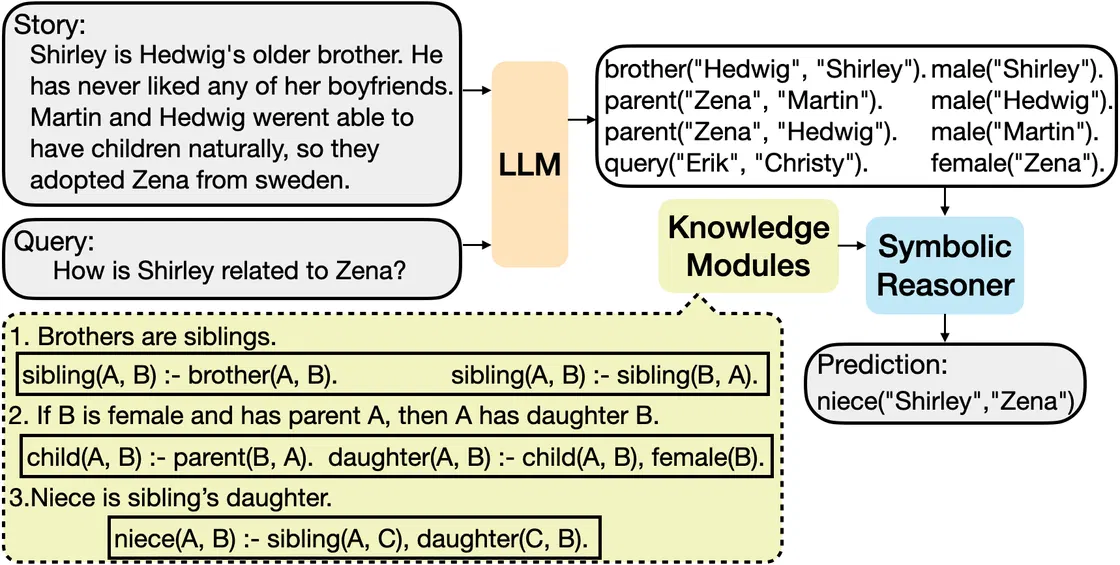 Story:
Shirley is Hedwig's older brother. He
has never liked any of her boyfriends.
Martin and Hedwig werent able to
have children naturally, so they
adopted Zena from sweden.
Query:
How is Shirley related to Zena?
LLM
brother("Hedwig", "Shirley"). male("Shirley").
parent("Zena", "Martin"). male("Hedwig").
parent("Zena", "Hedwig"). male("Martin").
query("Erik", "Christy"). female("Zena").
Knowledge
Modules
Symbolic
Reasoner
Prediction:
niece("Shirley","Zena")
1. Brothers are siblings.
sibling(A, B) :- brother(A, B). sibling(A, B) :- sibling(B, A).
2. If B is female and has parent A, then A has daughter B.
child(A, B) :- parent(B, A). daughter(A, B) :- child(A, B), female(B).
3.Niece is sibling’s daughter.
niece(A, B) :- sibling(A, C), daughter(C, B).